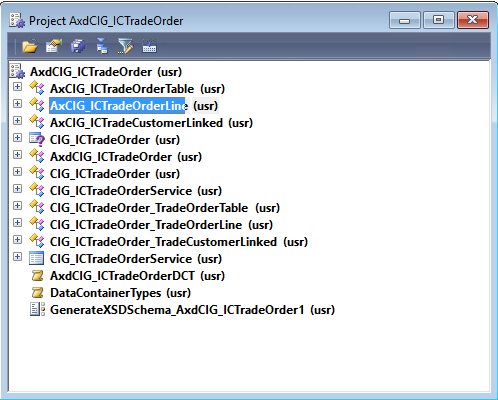 Project AxdCIG_ICTradeOrder
AxdCIG_ICTradeOrder (usr)
AxCIG_ICTradeOrderTable (usr)
AxCIG_ICTradeOrderLine (usr)
AxCIG_ICTradeCustomerLinked (usr)
CIG_ICTradeOrder (usr)
AxdCIG_ICTradeOrder (usr)
CIG_ICTradeOrder (usr)
CIG_ICTradeOrderService (usr)
CIG_ICTradeOrder_TradeOrderTable (usr)
CIG_ICTradeOrder_TradeOrderLine (usr)
CIG_ICTradeOrder_TradeCustomerLinked (usr)
CIG_ICTradeOrderService (usr)
AxdCIG_ICTradeOrderDCT (usr)
DataContainerTypes (usr)
GenerateXSDSchema_AxdCIG_ICTradeOrder1 (usr)